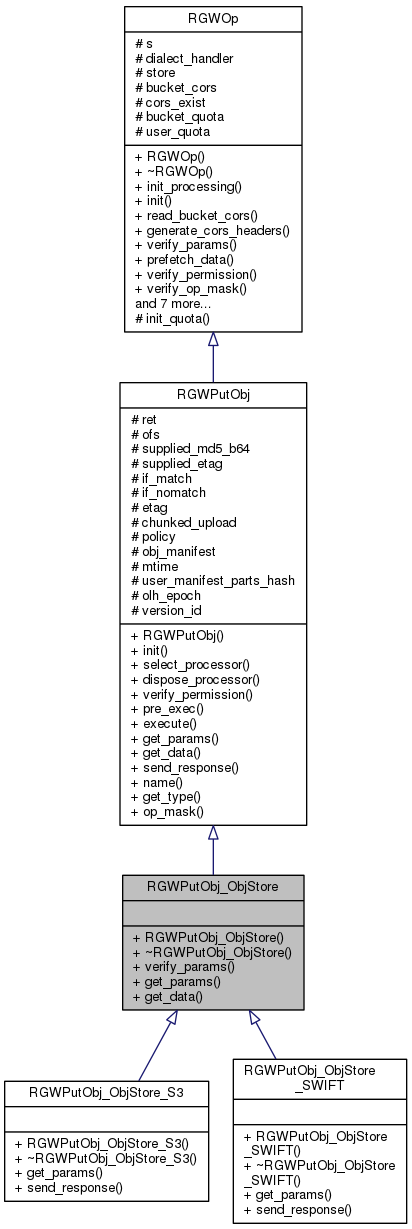 RGWOp
# s
# dialect_handler
# store
# bucket_cors
# cors_exist
# bucket_quota
# user_quota
+ RGWOp()
+ ~RGWOp()
+ init_processing()
+ init()
+ read_bucket_cors()
+ generate_cors_headers()
+ verify_params()
+ prefetch_data()
+ verify_permission()
+ verify_op_mask()
and 7 more...
# init_quota()
RGWPutObj
# ret
# ofs
# supplied_md5_b64
# supplied_etag
# if_match
# if_nomatch
# etag
# chunked_upload
# policy
# obj_manifest
# mtime
# user_manifest_parts_hash
# olh_epoch
# version_id
+ RGWPutObj()
+ init()
+ select_processor()
+ dispose_processor()
+ verify_permission()
+ pre_exec()
+ execute()
+ get_params()
+ get_data()
+ send_response()
+ name()
+ get_type()
+ op_mask()
RGWPutObj_ObjStore
+ RGWPutObj_ObjStore()
+ ~RGWPutObj_ObjStore()
+ verify_params()
+ get_params()
+ get_data()
RGWPutObj_ObjStore_S3
+ RGWPutObj_ObjStore_S3()
+ ~RGWPutObj_ObjStore_S3()
+ get_params()
+ send_response()
RGWPutObj_ObjStore
_SWIFT
+ RGWPutObj_ObjStore
_SWIFT()
+ ~RGWPutObj_ObjStore
_SWIFT()
+ get_params()
+ send_response()